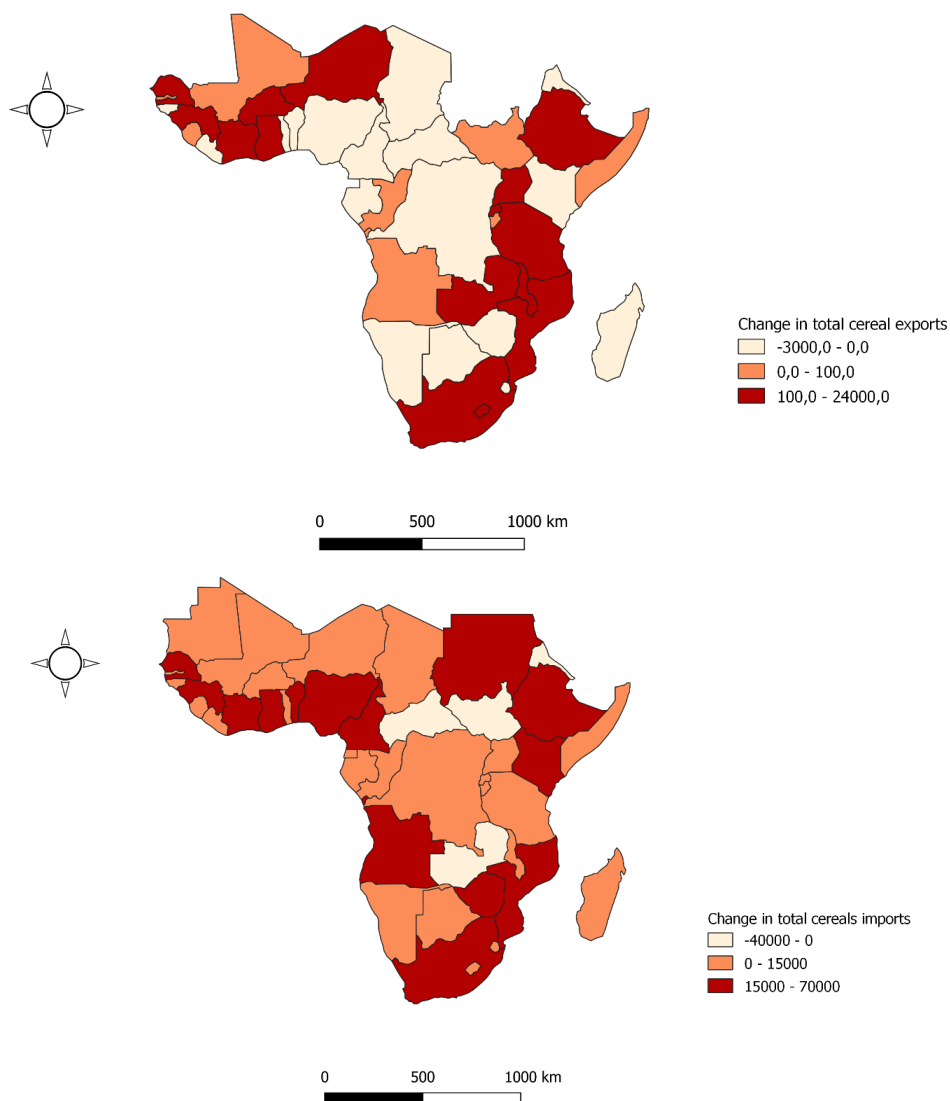 Change in total cereal exports
-3000,0 - 0,0
0,0 - 100,0
100,0 - 24000,0
0 500 1000 km
Change in total cereals imports
-40000 - 0
0 - 15000
15000 - 70000
0 500 1000 km